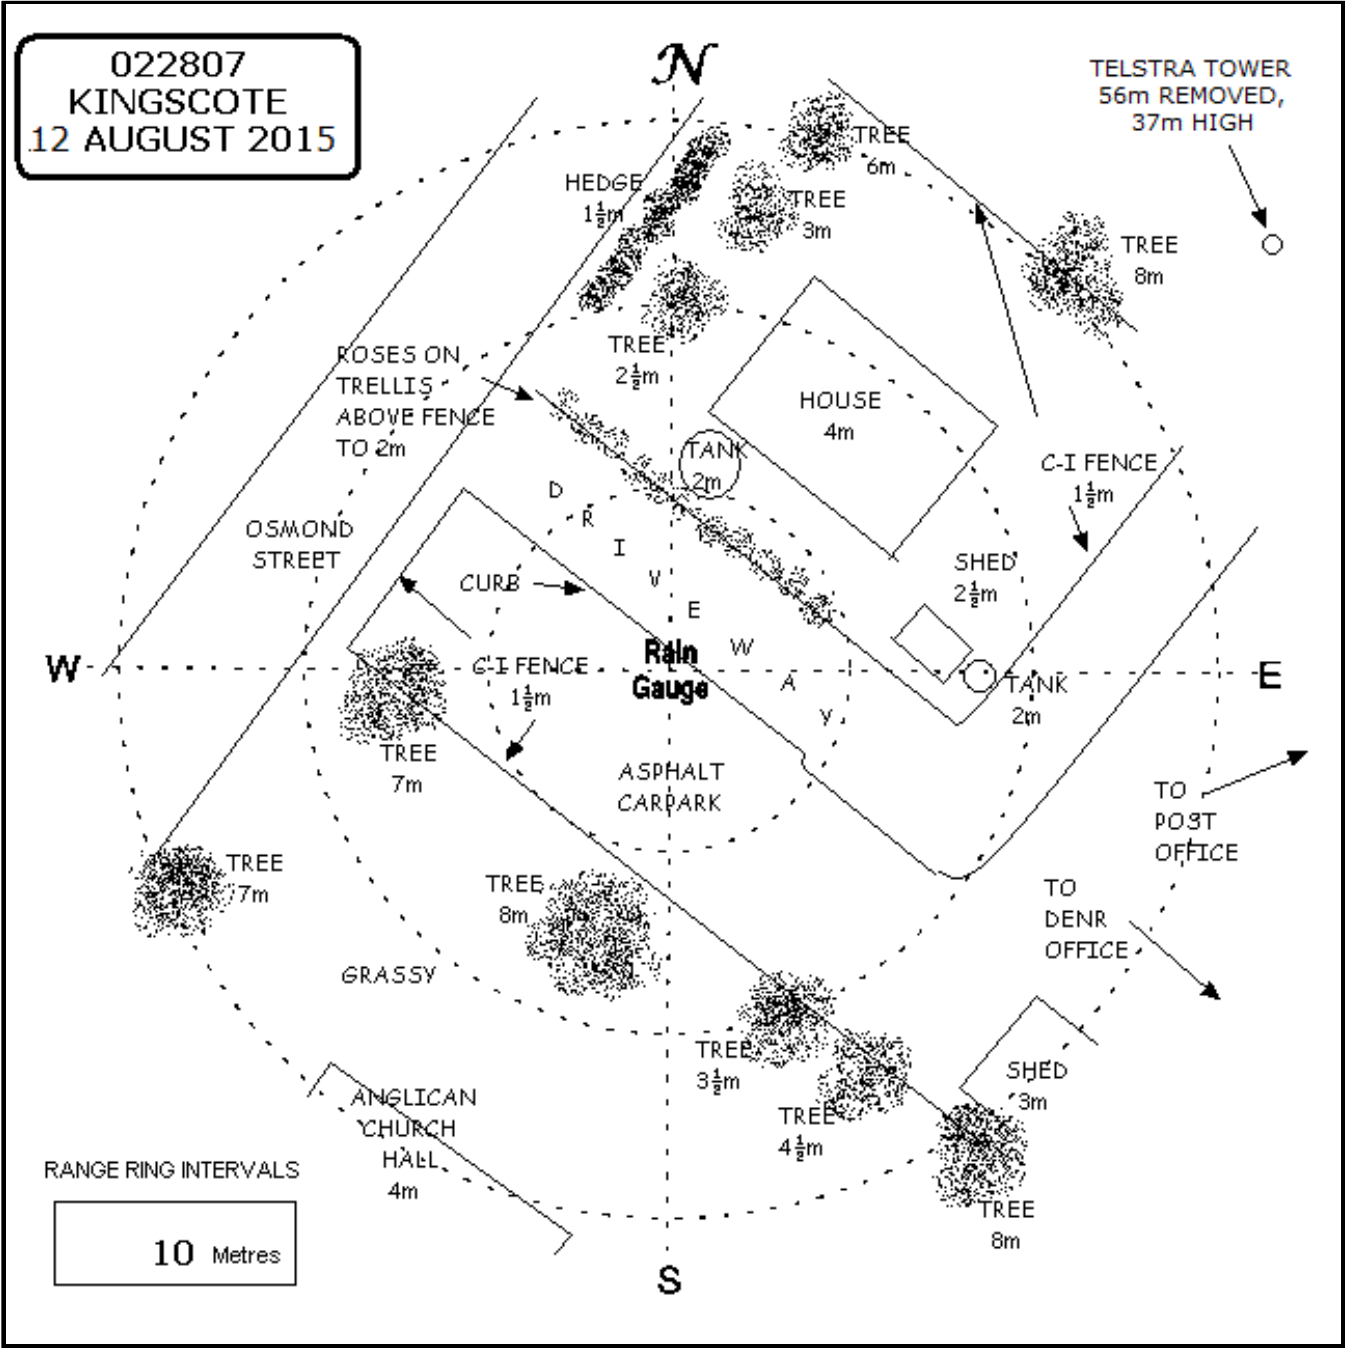 022807
KINGSCOTE
12 AUGUST 2015
N
TELSTRA TOWER
56m REMOVED,
37m HIGH
TREE
6m
HEDGE
1½m
TREE
3m
TREE
8m
ROSES ON
TRELLIS
ABOVE FENCE
TO 2m
TREE
2½m
HOUSE
4m
TANK
2m
C-I FENCE
1½m
OSMOND
STREET
DRIVEWAY
CURB
SHED
2½m
W
Rain
Gauge
C-I FENCE
1½m
E
TANK
2m
TREE
7m
ASPHALT
CARPARK
TO
POST
OFFICE
TREE
7m
TREE
8m
TO
DENR
OFFICE
GRASSY
TREE
3½m
SHED
3m
ANGLICAN
CHURCH
HALL
4m
TREE
4½m
RANGE RING INTERVALS
10 Metres
TREE
8m
S